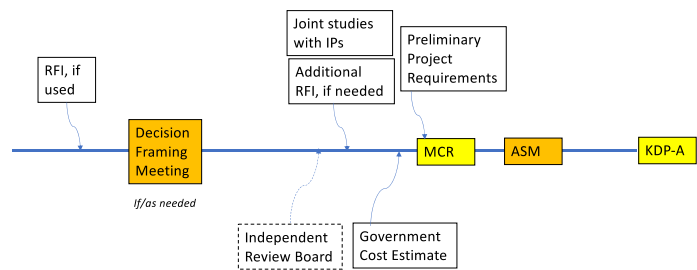 Joint studies
with IPs
Preliminary
Project
Requirements
RFI, if
used
Additional
RFI, if needed
Decision
Framing
Meeting
MCR
ASM
KDP-A
If/as needed
Independent
Review Board
Government
Cost Estimate